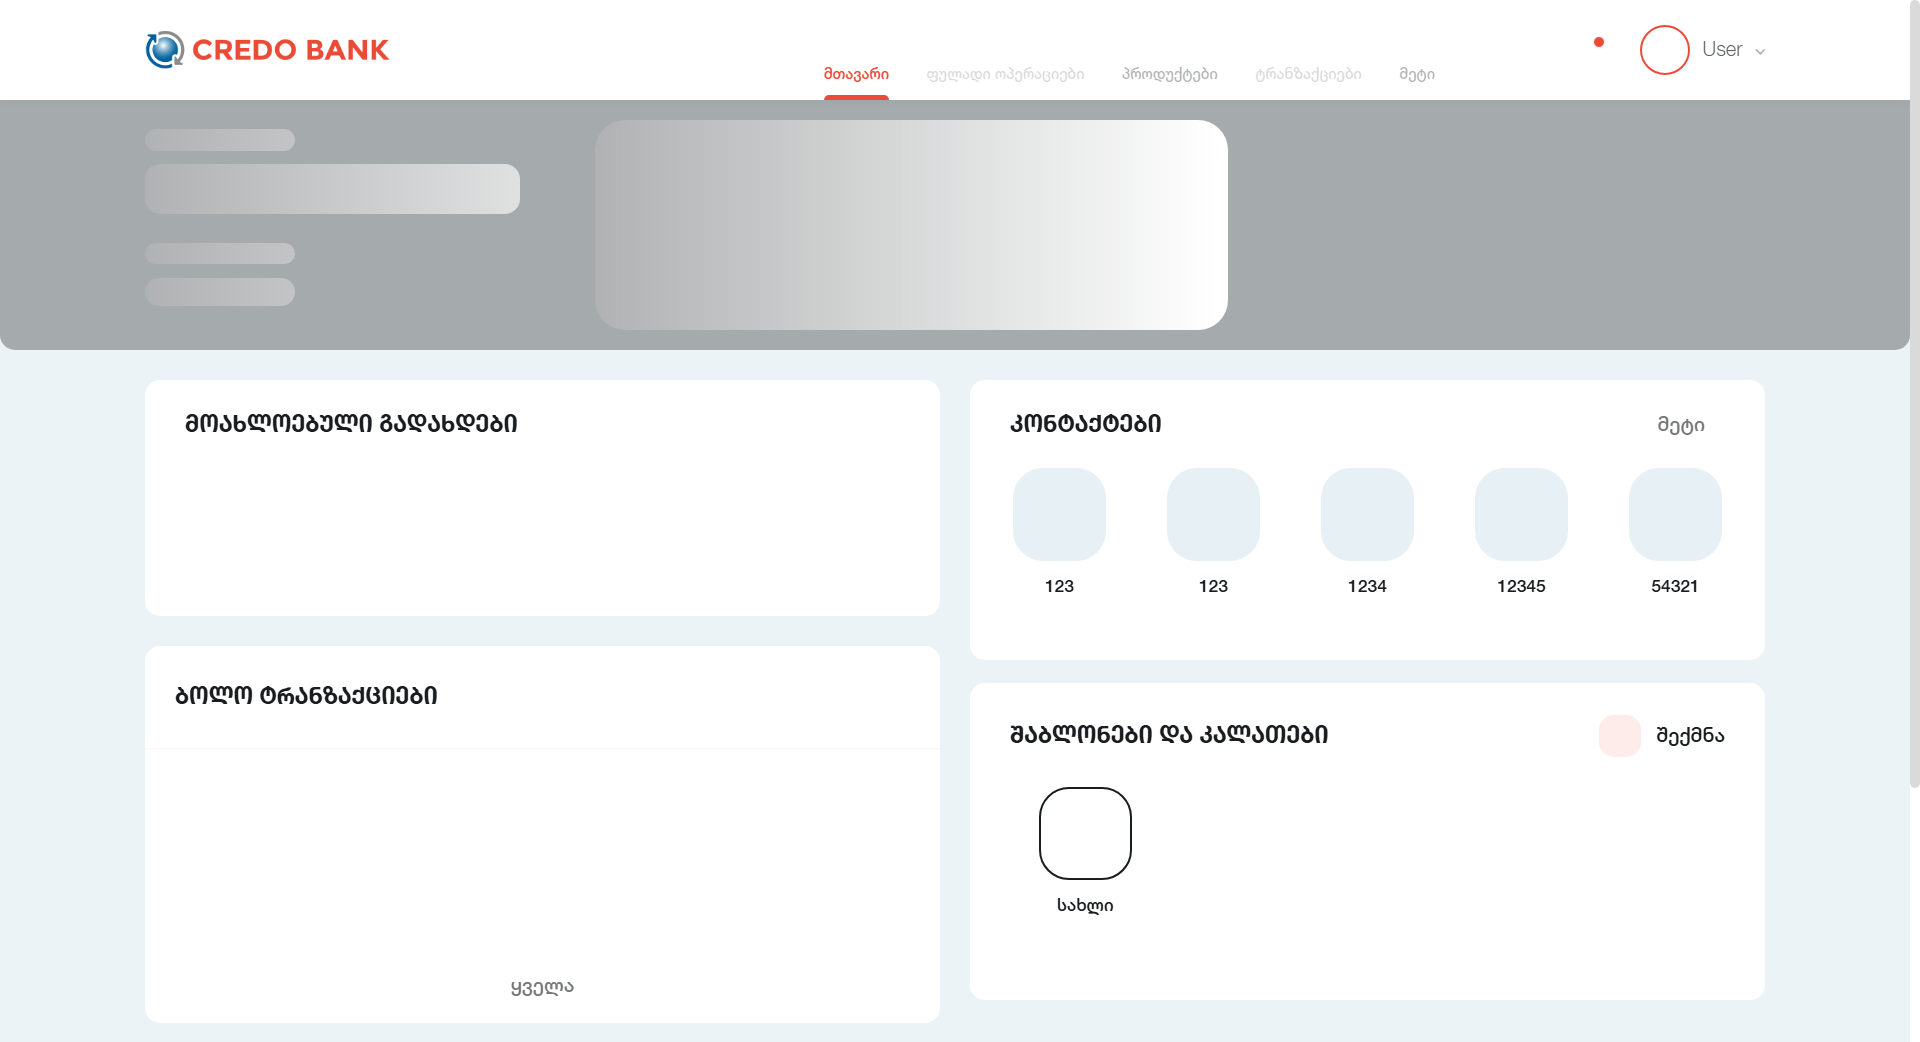 CREDO BANK
მთავარი
ფულადი ოპერაციები
პროდუქტები
ტრანზაქციები
მეტი
User
მოახლოებული გადახდები
კონტაქტები
მეტი
123
123
1234
12345
54321
ბოლო ტრანზაქციები
შაბლონები და კალათები
შექმნა
სახლი
ყველა